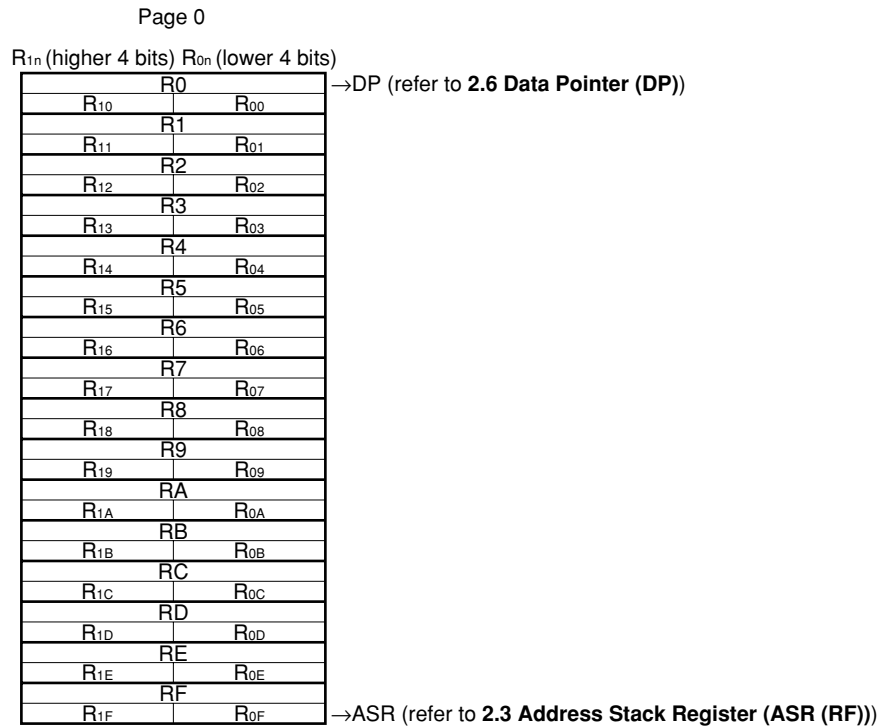 Page 0
R1n (higher 4 bits) R0n (lower 4 bits)
R0 →DP (refer to 2.6 Data Pointer (DP))
R10 R00
R1
R11 R01
R2
R12 R02
R3
R13 R03
R4
R14 R04
R5
R15 R05
R6
R16 R06
R7
R17 R07
R8
R18 R08
R9
R19 R09
RA
R1A R0A
RB
R1B R0B
RC
R1C R0C
RD
R1D R0D
RE
R1E R0E
RF
R1F R0F →ASR (refer to 2.3 Address Stack Register (ASR (RF)))